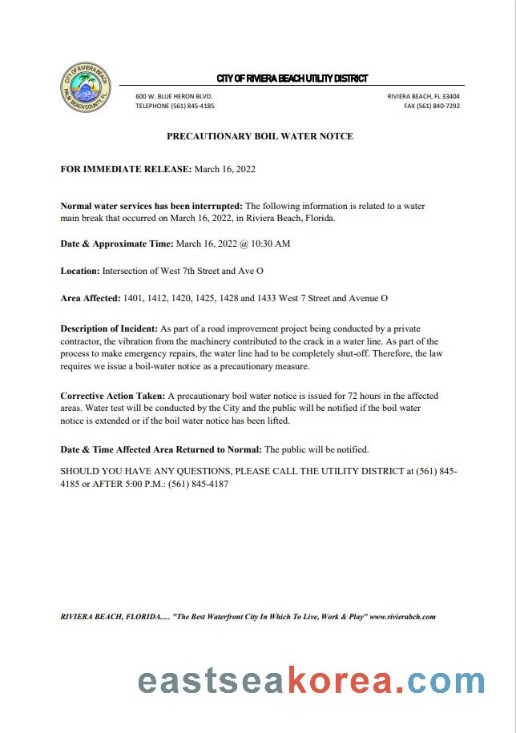 CITY OF RIVIERA BEACH
PALM BEACH COUNTY, FL
CITY OF RIVIERA BEACH UTILITY DISTRICT
600 W. BLUE HERON BLVD. RIVIERA BEACH, FL 33404
TELEPHONE (561) 845-4185 FAX (561) 840-7292
PRECAUTIONARY BOIL WATER NOTCE
FOR IMMEDIATE RELEASE: March 16, 2022
Normal water services has been interrupted: The following information is related to a water
main break that occurred on March 16, 2022, in Riviera Beach, Florida.
Date & Approximate Time: March 16, 2022 @ 10:30 AM
Location: Intersection of West 7th Street and Ave O
Area Affected: 1401, 1412, 1420, 1425, 1428 and 1433 West 7 Street and Avenue O
Description of Incident: As part of a road improvement project being conducted by a private
contractor, the vibration from the machinery contributed to the crack in a water line. As part of the
process to make emergency repairs, the water line had to be completely shut-off. Therefore, the law
requires we issue a boil-water notice as a precautionary measure.
Corrective Action Taken: A precautionary boil water notice is issued for 72 hours in the affected
areas. Water test will be conducted by the City and the public will be notified if the boil water
notice is extended or if the boil water notice has been lifted.
Date & Time Affected Area Returned to Normal: The public will be notified.
SHOULD YOU HAVE ANY QUESTIONS, PLEASE CALL THE UTILITY DISTRICT at (561) 845-
4185 or AFTER 5:00 P.M.: (561) 845-4187
RIVIERA BEACH, FLORIDA..... "The Best Waterfront City In Which To Live, Work & Play" www.rivierabch.com
eastseakorea.com